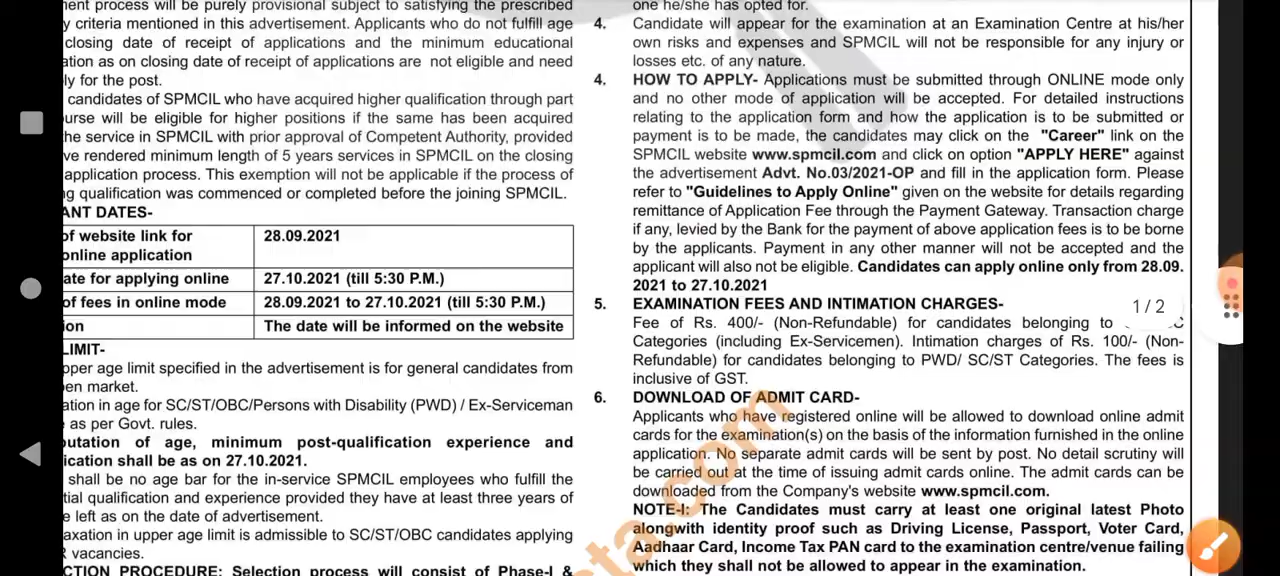 ent process will be purely provisional subject to satisfying the prescribed
y criteria mentioned in this advertisement. Applicants who do not fulfill age
closing date of receipt of applications and the minimum educational
ation as on closing date of receipt of applications are not eligible and need
ly for the post.
candidates of SPMCIL who have acquired higher qualification through part
urse will be eligible for higher positions if the same has been acquired
he service in SPMCIL with prior approval of Competent Authority, provided
ve rendered minimum length of 5 years services in SPMCIL on the closing
application process. This exemption will not be applicable if the process of
g qualification was commenced or completed before the joining SPMCIL.
ANT DATES-
of website link for 28.09.2021
online application
ate for applying online 27.10.2021 (till 5:30 P.M.)
of fees in online mode 28.09.2021 to 27.10.2021 (till 5:30 P.M.)
ion The date will be informed on the website
LIMIT-
pper age limit specified in the advertisement is for general candidates from
en market.
ation in age for SC/ST/OBC/Persons with Disability (PWD) / Ex-Serviceman
as per Govt. rules.
putation of age, minimum post-qualification experience and
ication shall be as on 27.10.2021.
shall be no age bar for the in-service SPMCIL employees who fulfill the
tial qualification and experience provided they have at least three years of
e left as on the date of advertisement.
axation in upper age limit is admissible to SC/ST/OBC candidates applying
R vacancies.
CTION PROCEDURE: Selection process will consist of Phase-I &
one he/she has opted for.
4. Candidate will appear for the examination at an Examination Centre at his/her
own risks and expenses and SPMCIL will not be responsible for any injury or
losses etc. of any nature.
4. HOW TO APPLY- Applications must be submitted through ONLINE mode only
and no other mode of application will be accepted. For detailed instructions
relating to the application form and how the application is to be submitted or
payment is to be made, the candidates may click on the "Career" link on the
SPMCIL website www.spmcil.com and click on option "APPLY HERE" against
the advertisement Advt. No.03/2021-OP and fill in the application form. Please
refer to "Guidelines to Apply Online" given on the website for details regarding
remittance of Application Fee through the Payment Gateway. Transaction charge
if any, levied by the Bank for the payment of above application fees is to be borne
by the applicants. Payment in any other manner will not be accepted and the
applicant will also not be eligible. Candidates can apply online only from 28.09.
2021 to 27.10.2021
5. EXAMINATION FEES AND INTIMATION CHARGES-
Fee of Rs. 400/- (Non-Refundable) for candidates belonging to
Categories (including Ex-Servicemen). Intimation charges of Rs. 100/- (Non-
Refundable) for candidates belonging to PWD/ SC/ST Categories. The fees is
inclusive of GST.
6. DOWNLOAD OF ADMIT CARD-
Applicants who have registered online will be allowed to download online admit
cards for the examination(s) on the basis of the information furnished in the online
application. No separate admit cards will be sent by post. No detail scrutiny will
be carried out at the time of issuing admit cards online. The admit cards can be
downloaded from the Company's website www.spmcil.com.
NOTE-I: The Candidates must carry at least one original latest Photo
alongwith identity proof such as Driving License, Passport, Voter Card,
Aadhaar Card, Income Tax PAN card to the examination centre/venue failing
which they shall not be allowed to appear in the examination.
1 / 2
ta.com